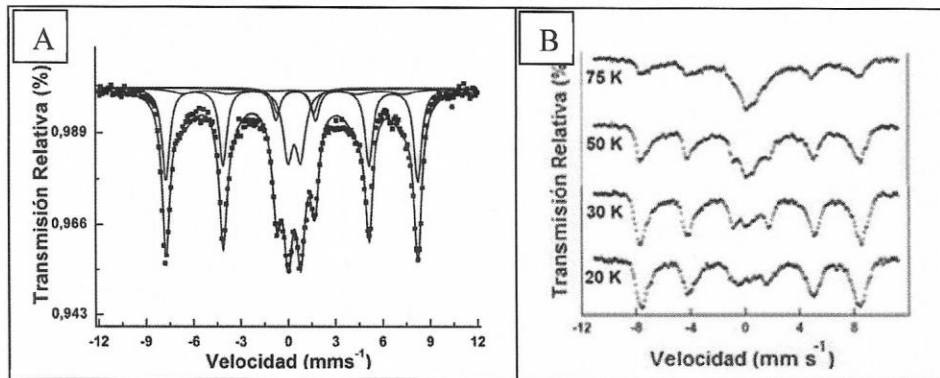 A
Transmisión Relativa (%)
0,989
0,966
0,943
-12 -9 -6 -3 0 3 6 9 12
Velocidad (mms⁻¹)
B
Transmisión Relativa (%)
75 K
50 K
30 K
20 K
-12 -8 -4 0 4 8
Velocidad (mm s⁻¹)